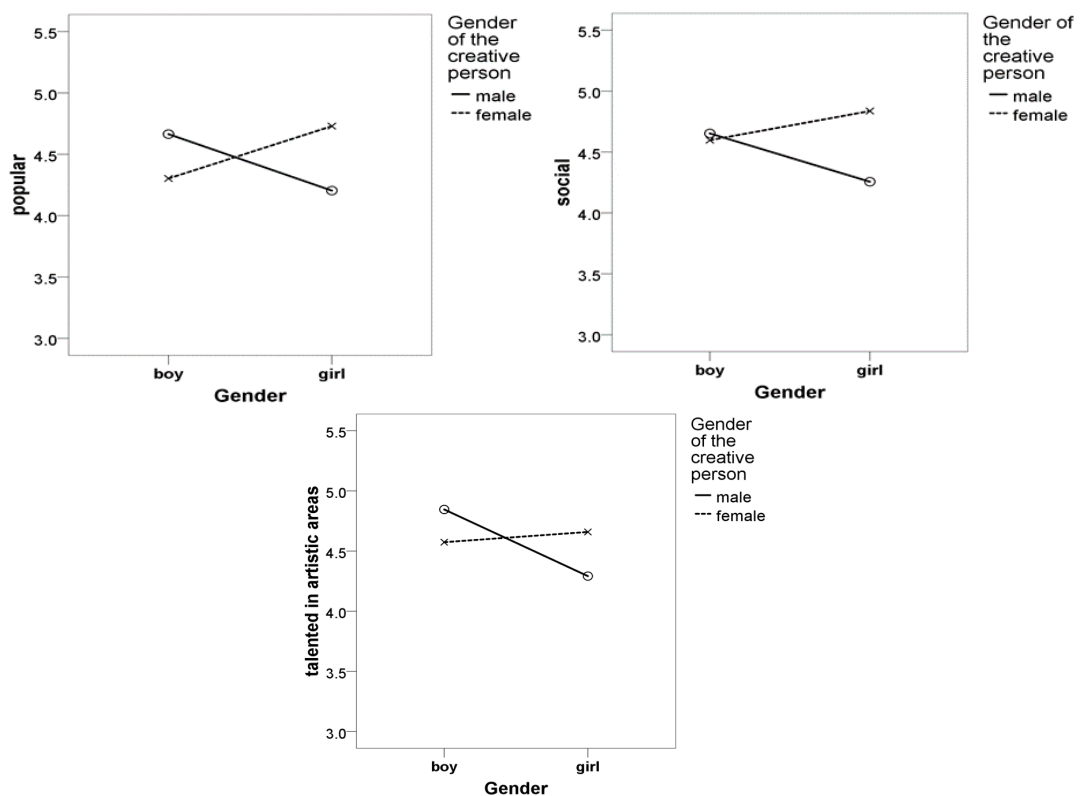 Gender
of the
creative
person
male
female
5.5
5.0
4.5
4.0
3.5
3.0
popular
boy girl
Gender
Gender of
the
creative
person
male
female
5.5
5.0
4.5
4.0
3.5
3.0
social
boy girl
Gender
Gender
of the
creative
person
male
female
5.5
5.0
4.5
4.0
3.5
3.0
talented in artistic areas
boy girl
Gender